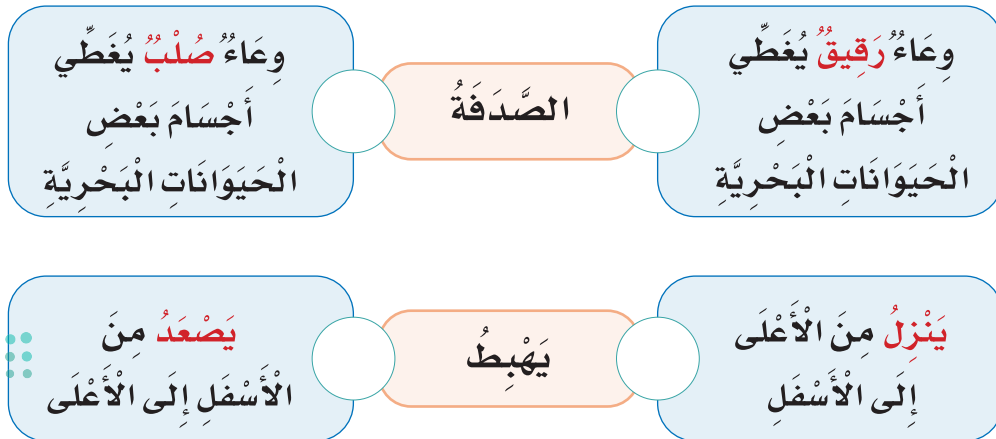 وِعَاءٌ رَقِيقٌ يُغَطِّي
أَجْسَامَ بَعْضِ
الْحَيَوَانَاتِ الْبَحْرِيَّةِ
الصَّدَفَةُ
وِعَاءٌ صُلْبٌ يُغَطِّي
أَجْسَامَ بَعْضِ
الْحَيَوَانَاتِ الْبَحْرِيَّةِ
يَنْزِلُ مِنَ الْأَعْلَى
إِلَى الْأَسْفَلِ
يَهْبِطُ
يَصْعَدُ مِنَ
الْأَسْفَلِ إِلَى الْأَعْلَى